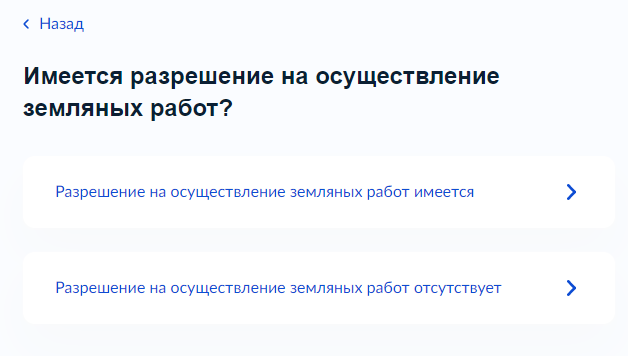 Назад
Имеется разрешение на осуществление
земляных работ?
Разрешение на осуществление земляных работ имеется
Разрешение на осуществление земляных работ отсутствует